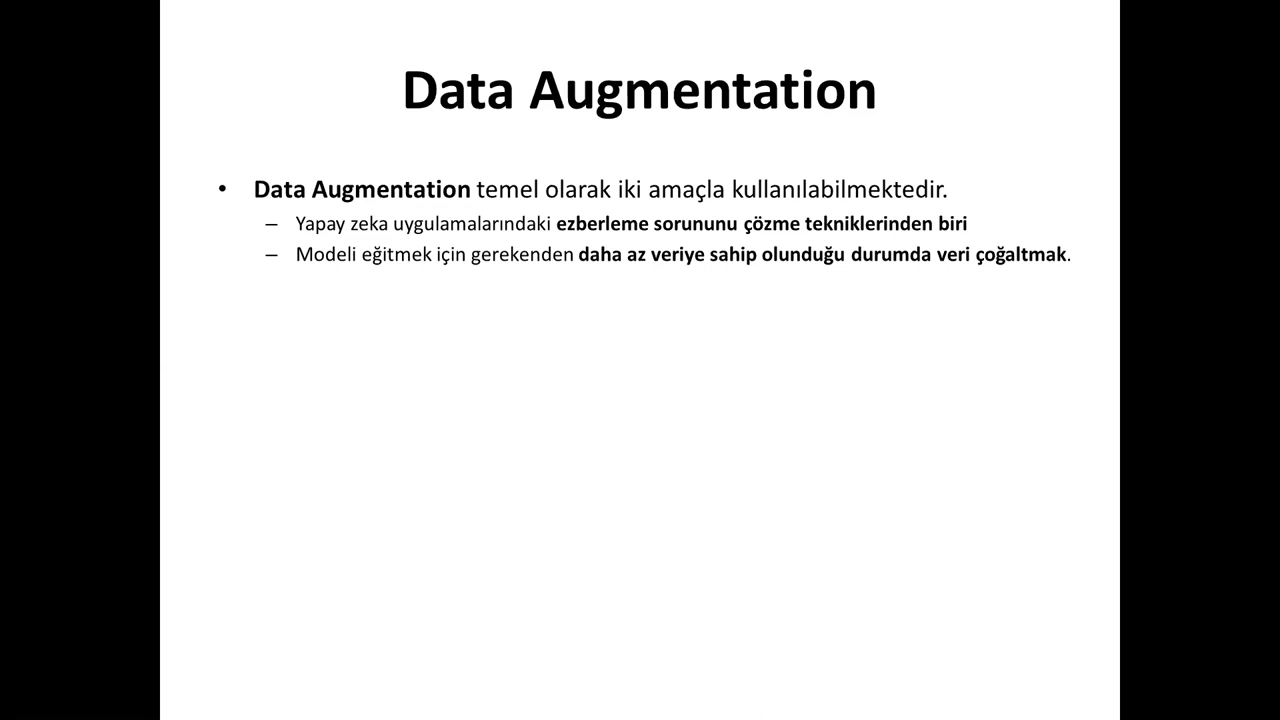 Data Augmentation
• Data Augmentation temel olarak iki amaçla kullanılabilmektedir.
– Yapay zeka uygulamalarındaki ezberleme sorununu çözme tekniklerinden biri
– Modeli eğitmek için gerekenden daha az veriye sahip olunduğu durumda veri çoğaltmak.